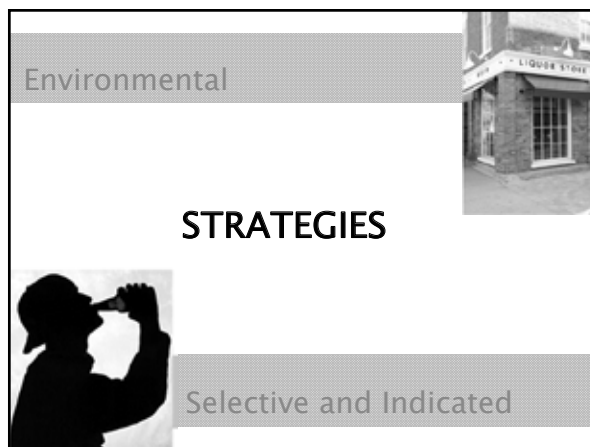 Environmental
LIQUOR STORE
STRATEGIES
Selective and Indicated